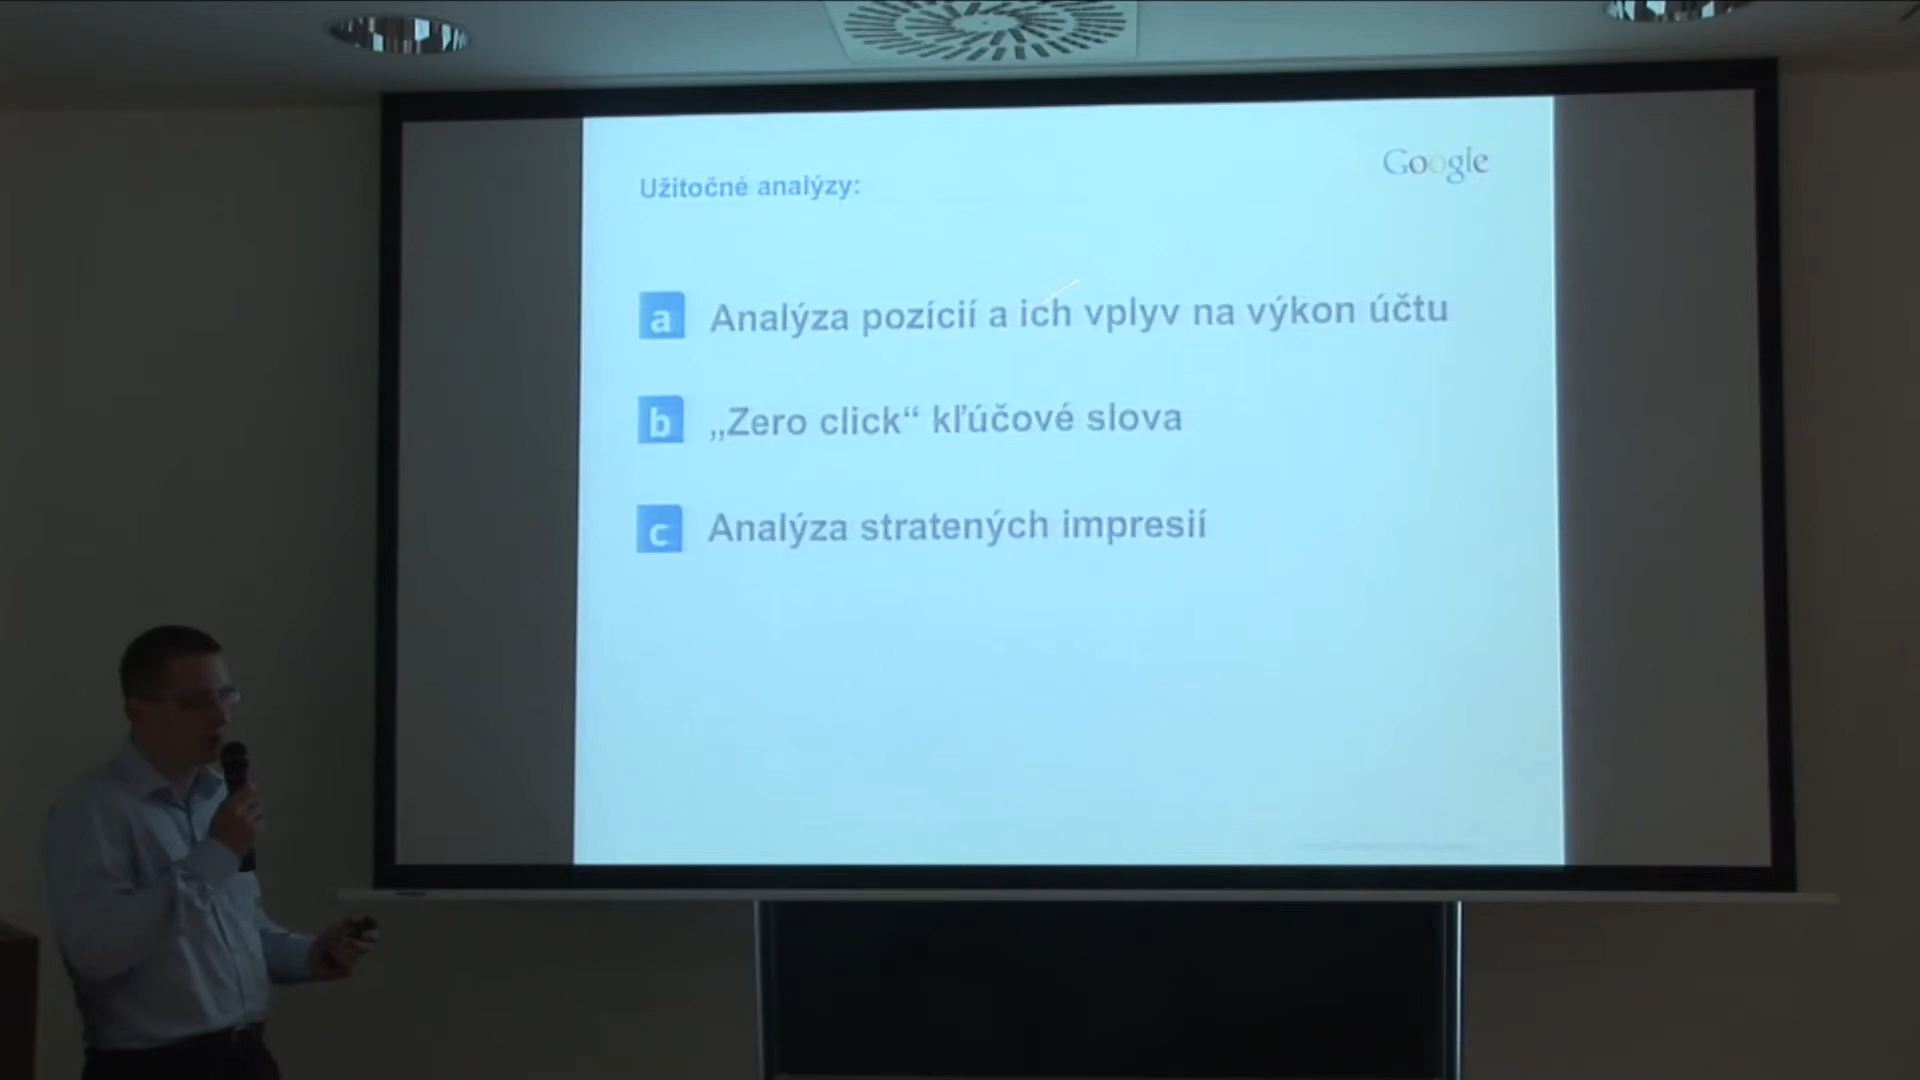 Google
Užitočné analýzy:
a Analýza pozícií a ich vplyv na výkon účtu
b „Zero click“ kľúčové slova
c Analýza stratených impresií